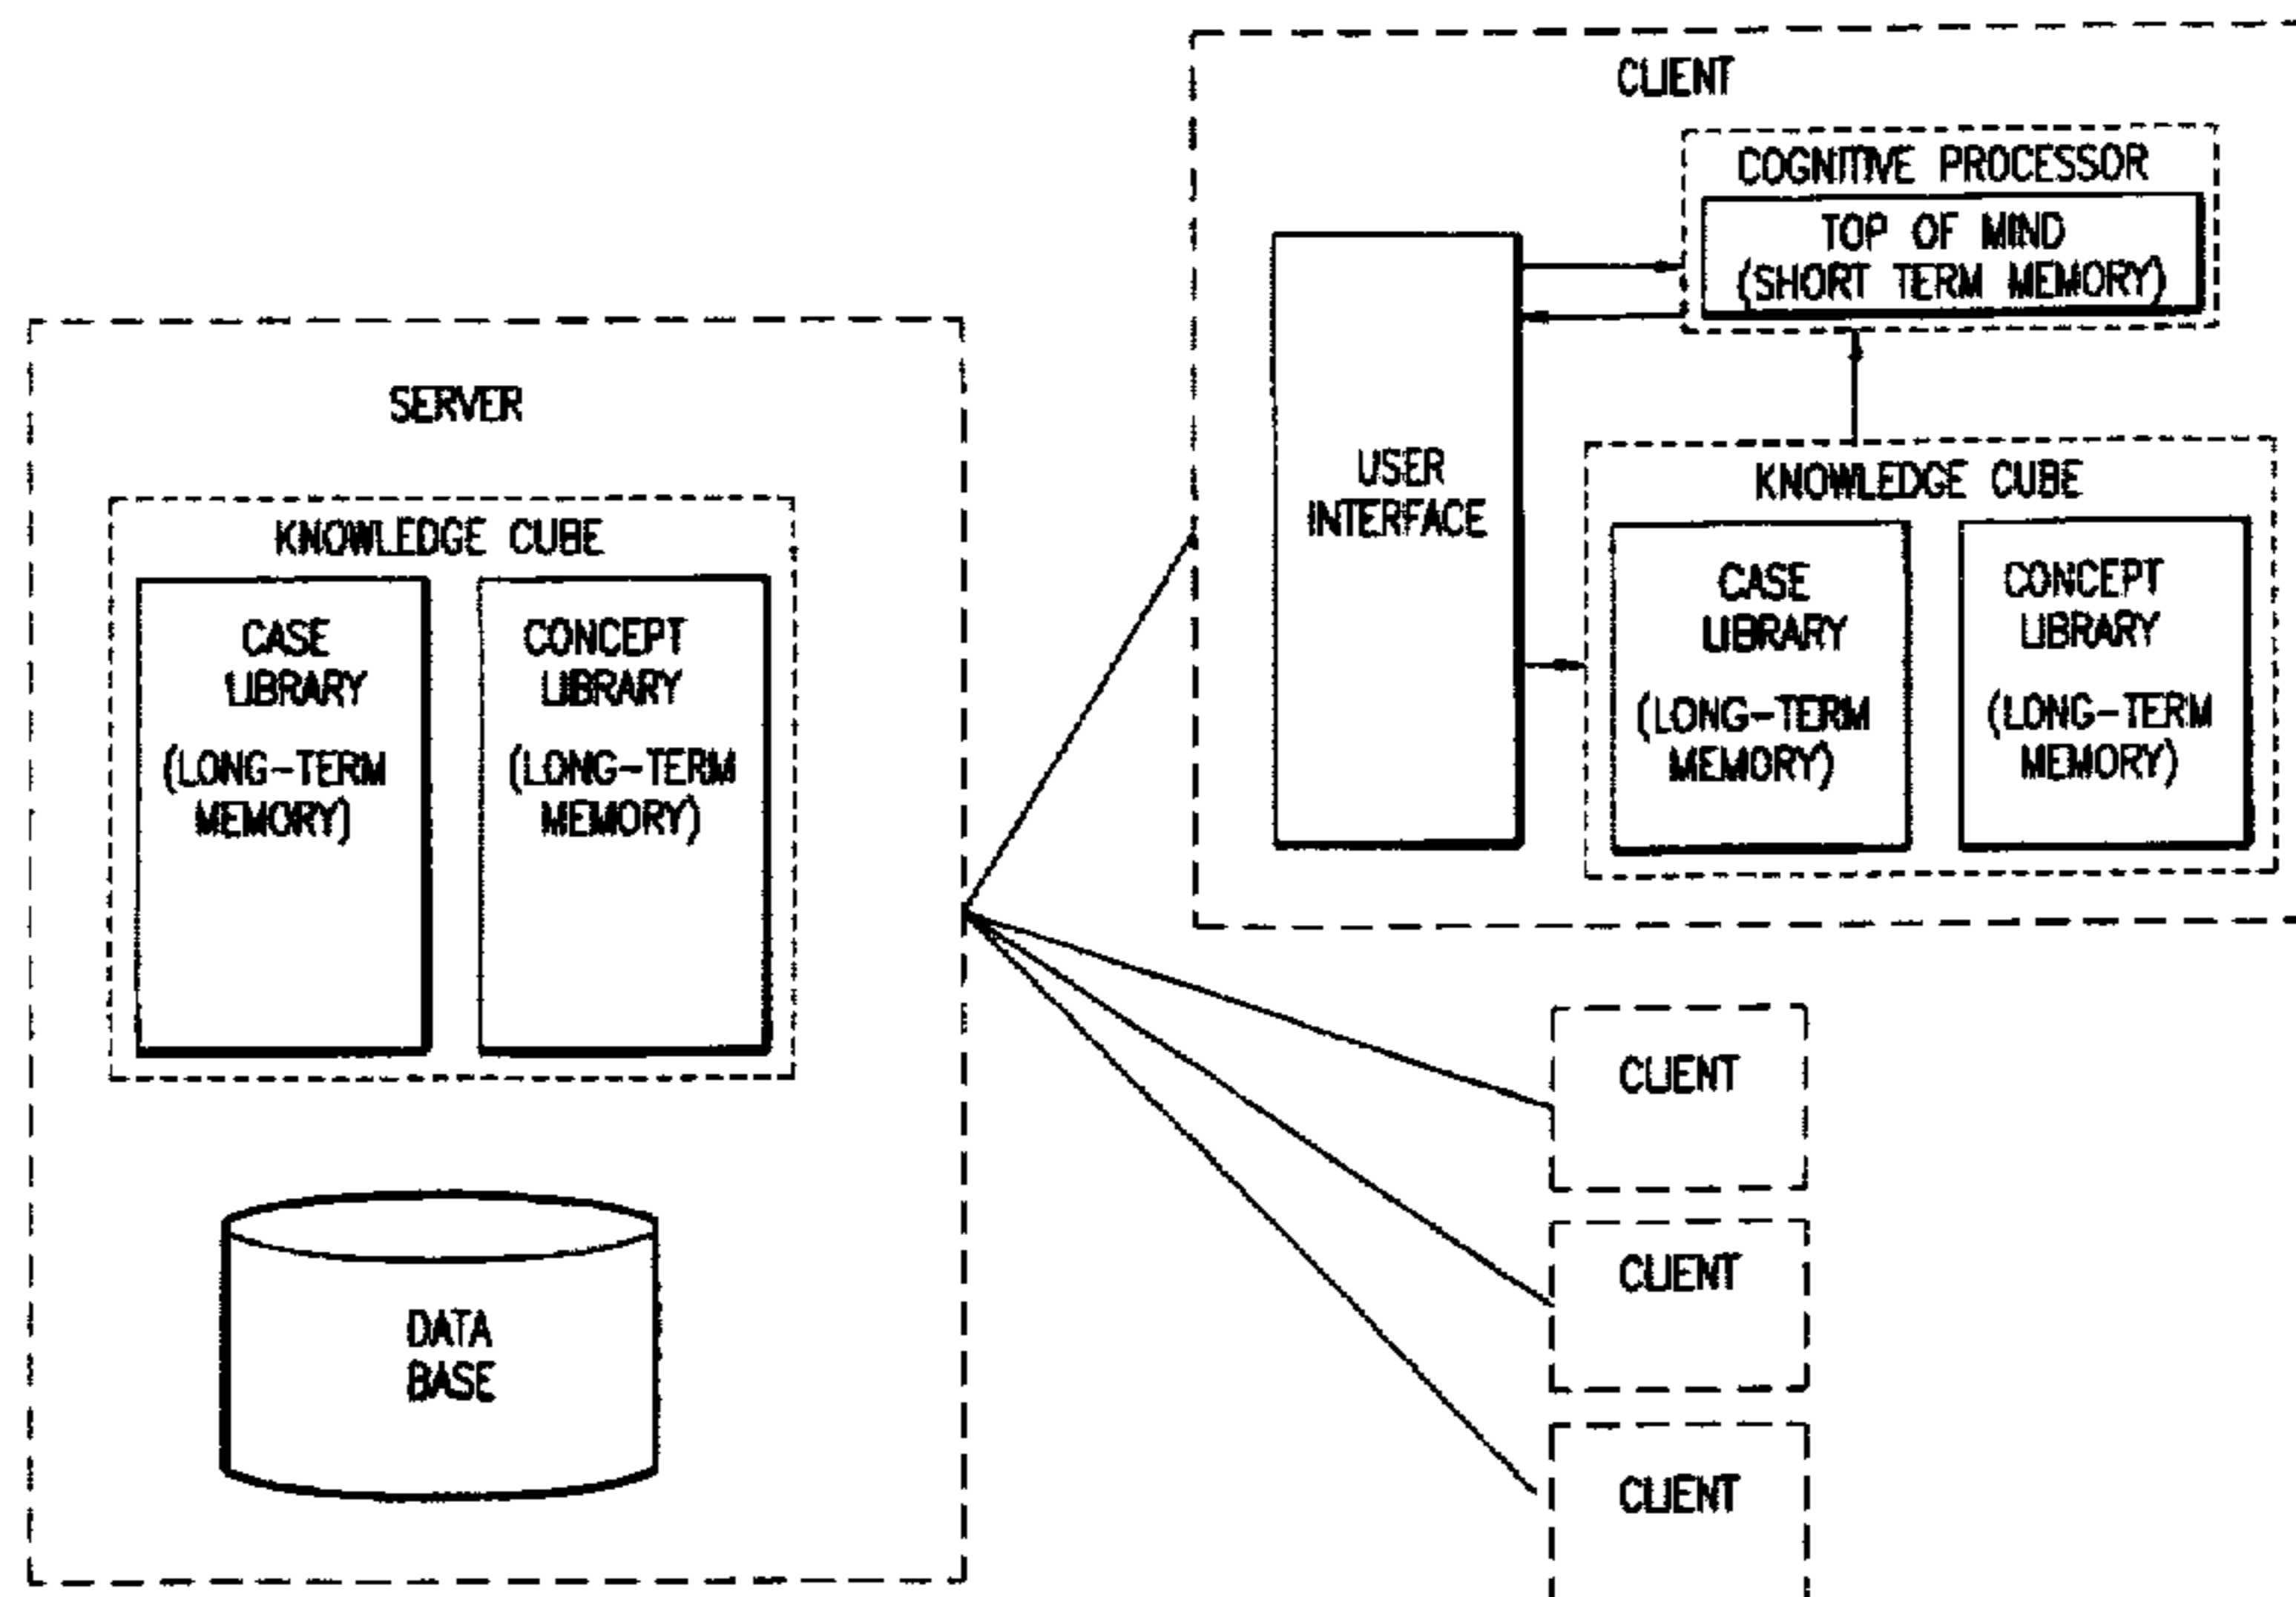 CLIENT
COGNITIVE PROCESSOR
TOP OF MIND
(SHORT TERM MEMORY)
USER
INTERFACE
KNOWLEDGE CUBE
CASE
LIBRARY
(LONG-TERM
MEMORY)
CONCEPT
LIBRARY
(LONG-TERM
MEMORY)
SERVER
KNOWLEDGE CUBE
CASE
LIBRARY
(LONG-TERM
MEMORY)
CONCEPT
LIBRARY
(LONG-TERM
MEMORY)
DATA
BASE
CLIENT
CLIENT
CLIENT